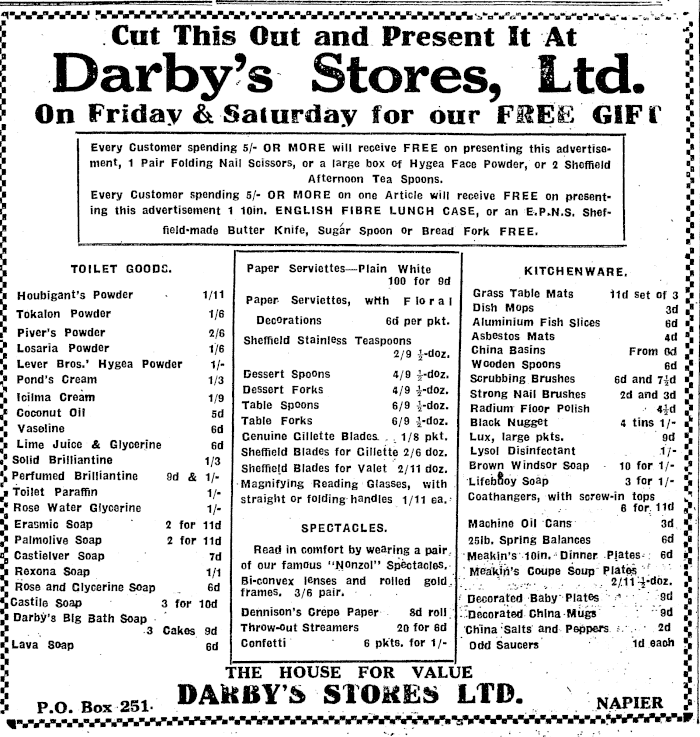 Cut This Out and Present It At
Darby's Stores, Ltd.
On Friday & Saturday for our FREE GIFT
Every Customer spending 5/- OR MORE will receive FREE on presenting this advertise-
ment, 1 Pair Folding Nail Scissors, or a large box of Hygea Face Powder, or 2 Sheffield
Afternoon Tea Spoons.
Every Customer spending 5/- OR MORE on one Article will receive FREE on present-
ing this advertisement 1 10in. ENGLISH FIBRE LUNCH CASE, or an E.P.N.S. Shef-
field-made Butter Knife, Sugar Spoon or Bread Fork FREE.
TOILET GOODS.
Houbigant's Powder 1/11
Tokalon Powder 1/6
Piver's Powder 2/6
Losaria Powder 1/6
Lever Bros.' Hygea Powder 1/-
Pond's Cream 1/3
Icilma Cream 1/9
Coconut Oil 5d
Vaseline 6d
Lime Juice & Glycerine 6d
Solid Brilliantine 1/3
Perfumed Brilliantine 9d & 1/-
Toilet Paraffin 1/-
Rose Water Glycerine 1/-
Erasmic Soap 2 for 11d
Palmolive Soap 2 for 11d
Castielver Soap 7d
Rexona Soap 1/1
Rose and Glycerine Soap 6d
Castile Soap 3 for 10d
Darby's Big Bath Soap
3 Cakes 9d
Lava Soap 6d
Paper Serviettes—Plain White
100 for 9d
Paper Serviettes, with Floral
Decorations 6d per pkt.
Sheffield Stainless Teaspoons
2/9 ½-doz.
Dessert Spoons 4/9 ½-doz.
Dessert Forks 4/9 ½-doz.
Table Spoons 6/9 ½-doz.
Table Forks 6/9 ½-doz.
Genuine Gillette Blades 1/8 pkt.
Sheffield Blades for Gillette 2/6 doz.
Sheffield Blades for Valet 2/11 doz.
Magnifying Reading Glasses, with
straight or folding handles 1/11 ea.
SPECTACLES.
Read in comfort by wearing a pair
of our famous "Nonzol" Spectacles.
Bi-convex lenses and rolled gold
frames. 3/6 pair.
Dennison's Crepe Paper 8d roll
Throw-out Streamers 20 for 6d
Confetti 6 pkts. for 1/-
KITCHENWARE.
Grass Table Mats 11d set of 3
Dish Mops 3d
Aluminium Fish Slices 6d
Asbestos Mats 4d
China Basins From 6d
Wooden Spoons 6d
Scrubbing Brushes 6d and 7½d
Strong Nail Brushes 2d and 3d
Radium Floor Polish 4½d
Black Nugget 4 tins 1/-
Lux, large pkts. 9d
Lysol Disinfectant 1/-
Brown Windsor Soap 10 for 1/-
Lifebuoy Soap 3 for 1/-
Coathangers, with screw-in tops
6 for 11d
Machine Oil Cans 3d
25lb. Spring Balances 6d
Meakin's 10in. Dinner Plates 6d
Meakin's Coupe Soup Plates
2/11 ½-doz.
Decorated Baby Plates 9d
Decorated China Mugs 9d
China Salts and Peppers 2d
Odd Saucers 1d each
THE HOUSE FOR VALUE
P.O. Box 251. DARBY'S STORES LTD. NAPIER